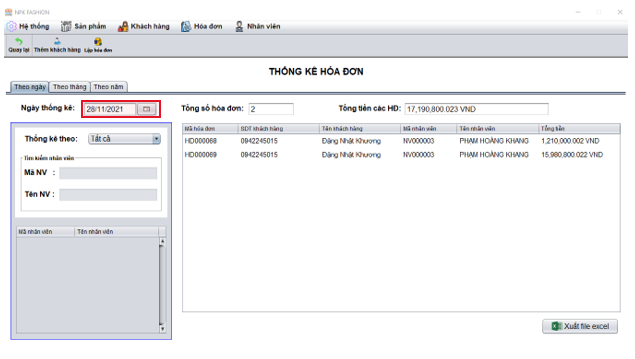 NPK FASHION
Hệ thống Sản phẩm Khách hàng Hóa đơn Nhân viên
Quay lại Thêm khách hàng Lập hóa đơn
THỐNG KÊ HÓA ĐƠN
Theo ngày Theo tháng Theo năm
Ngày thống kê: 28/11/2021 Tổng số hóa đơn: 2 Tổng tiền các HD: 17,190,800.023 VND
Thống kê theo: Tất cả
Tìm kiếm nhân viên
Mã NV :
Tên NV :
Mã nhân viên Tên nhân viên
Mã hóa đơn SDT khách hàng Tên khách hàng Mã nhân viên Tên nhân viên Tổng tiền
HD000068 0942245015 Đặng Nhật Khương NV000003 PHẠM HOÀNG KHANG 1,210,000.002 VND
HD000069 0942245015 Đặng Nhật Khương NV000003 PHẠM HOÀNG KHANG 15,980,800.022 VND
Xuất file excel